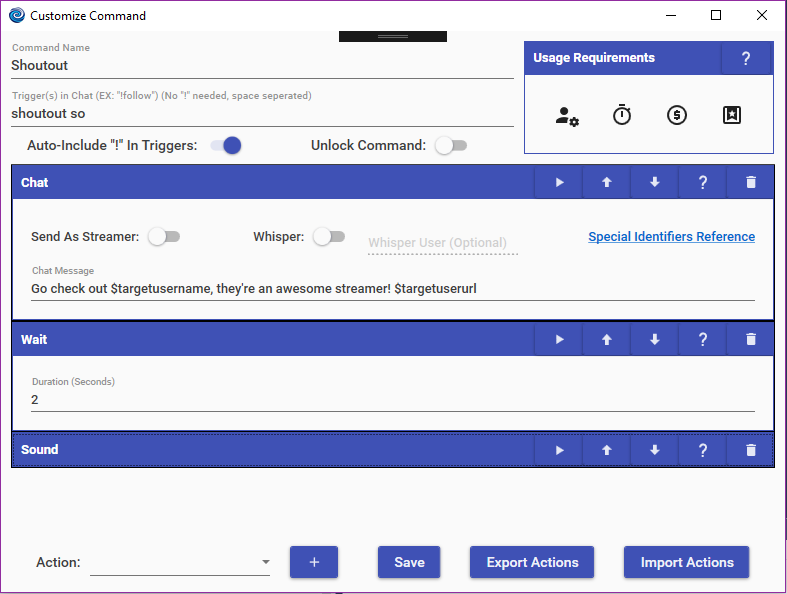 Customize Command
Command Name
Shoutout
Trigger(s) in Chat (EX: "!follow") (No "!" needed, space seperated)
shoutout so
Auto-Include "!" In Triggers:
Unlock Command:
Usage Requirements
?
Chat
?
Send As Streamer:
Whisper:
Whisper User (Optional)
Special Identifiers Reference
Chat Message
Go check out $targetusername, they're an awesome streamer! $targetuserurl
Wait
?
Duration (Seconds)
2
Sound
?
Action:
+
Save
Export Actions
Import Actions